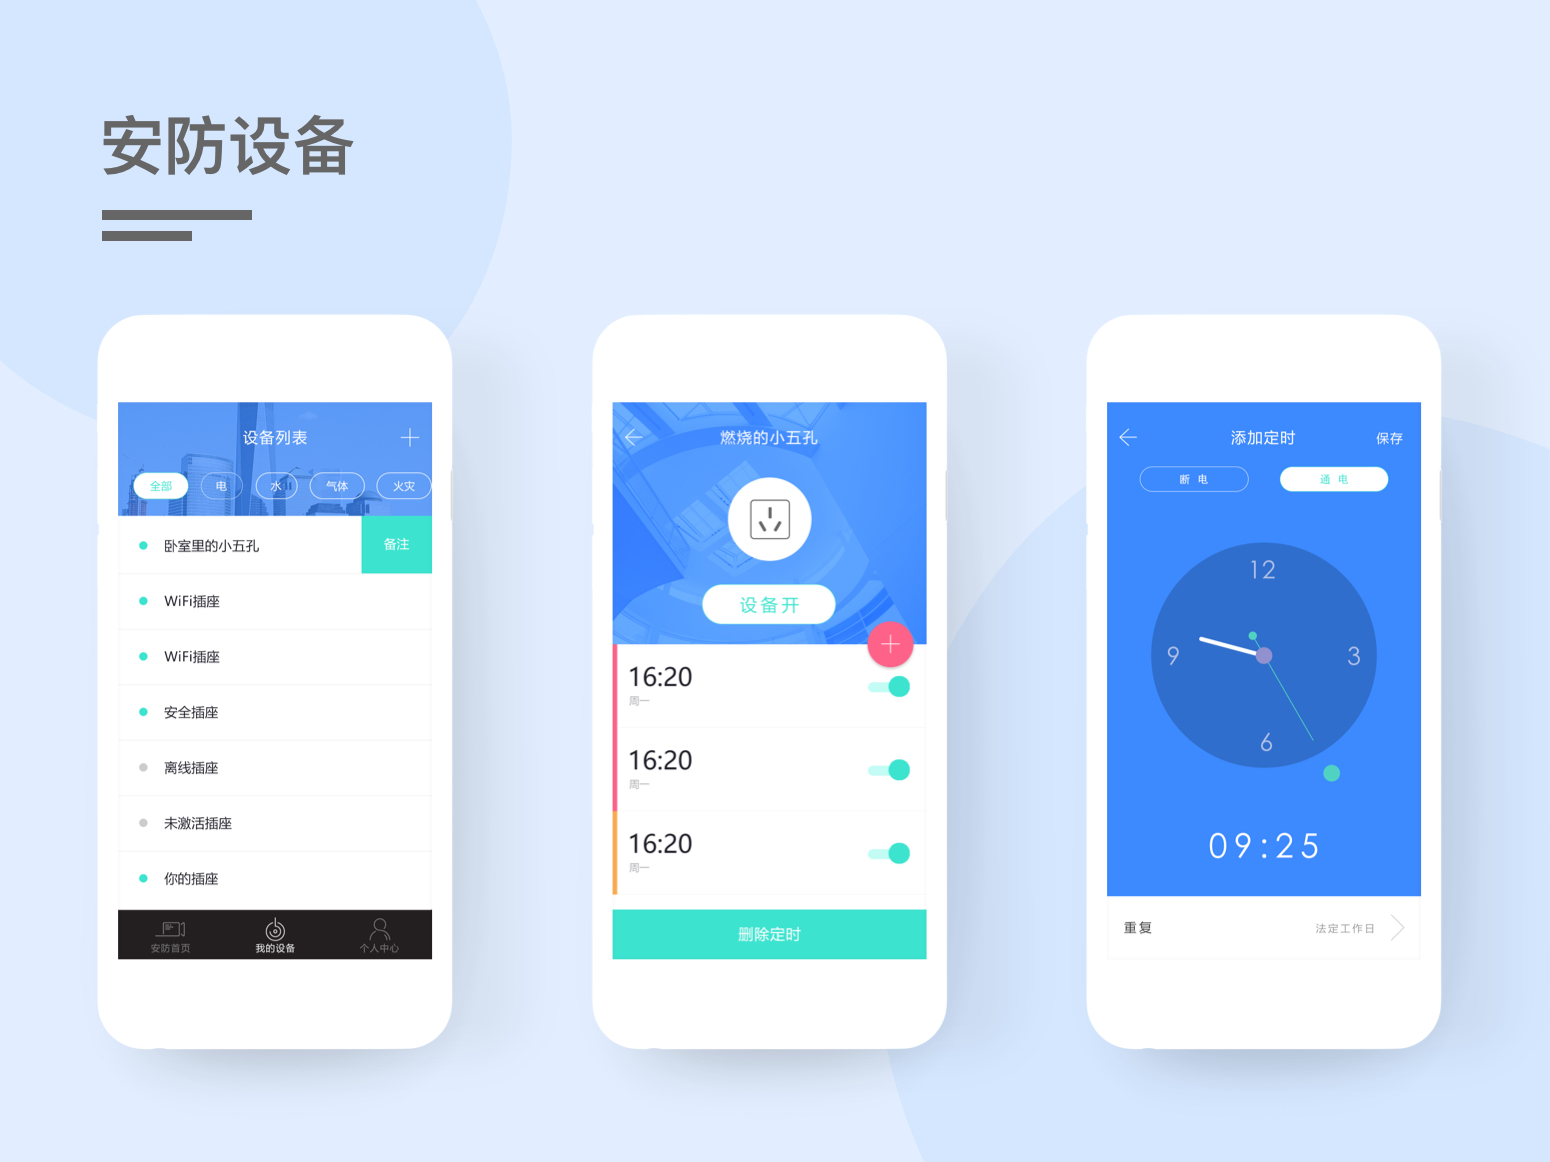 安防设备
设备列表
全部 电 水 气体 火灾
卧室里的小五孔 备注
WiFi插座
WiFi插座
安全插座
离线插座
未激活插座
你的插座
安防首页 我的设备 个人中心
燃烧的小五孔
设备开
16:20
周一
16:20
周一
16:20
周一
删除定时
添加定时 保存
断 电 通 电
12
9 3
6
09:25
重复 法定工作日